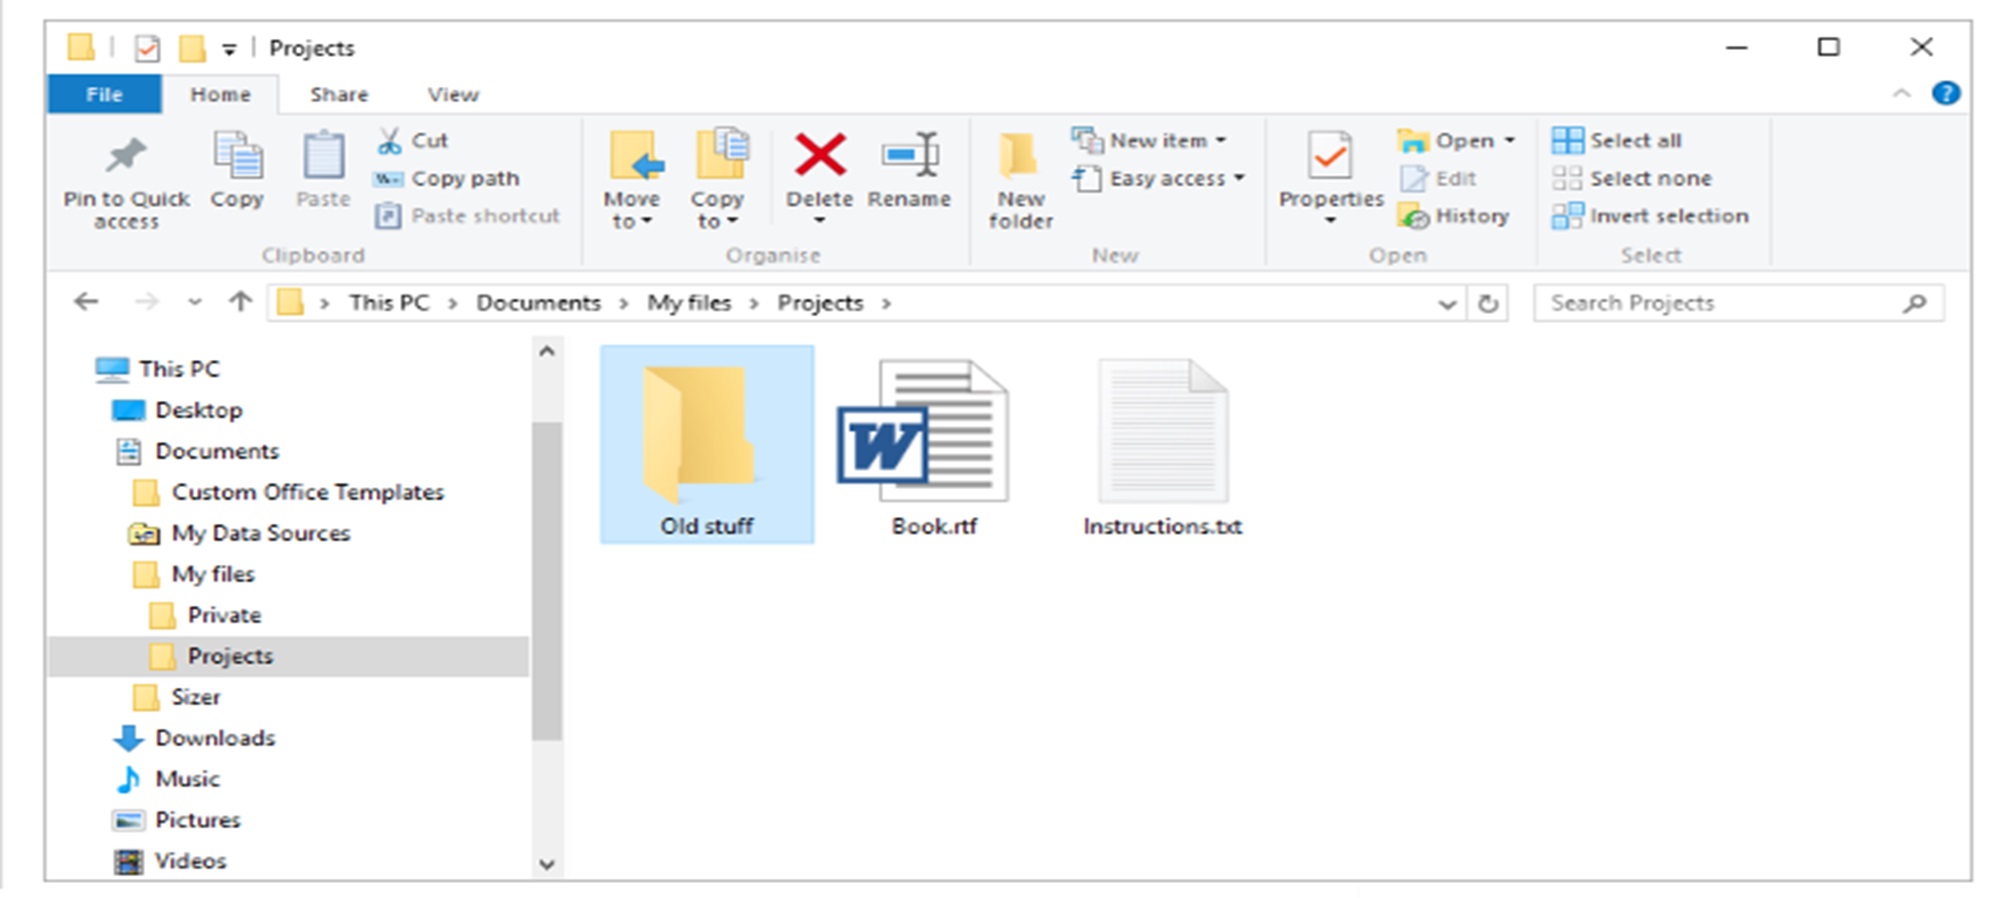 Projects
File Home Share View
Pin to Quick access
Copy
Paste
Cut
Copy path
Paste shortcut
Clipboard
Move to
Copy to
Delete
Rename
Organise
New folder
New item
Easy access
New
Properties
Open
Edit
History
Open
Select all
Select none
Invert selection
Select
This PC > Documents > My files > Projects >
Search Projects
This PC
Desktop
Documents
Custom Office Templates
My Data Sources
My files
Private
Projects
Sizer
Downloads
Music
Pictures
Videos
Old stuff
W
Book.rtf
Instructions.txt